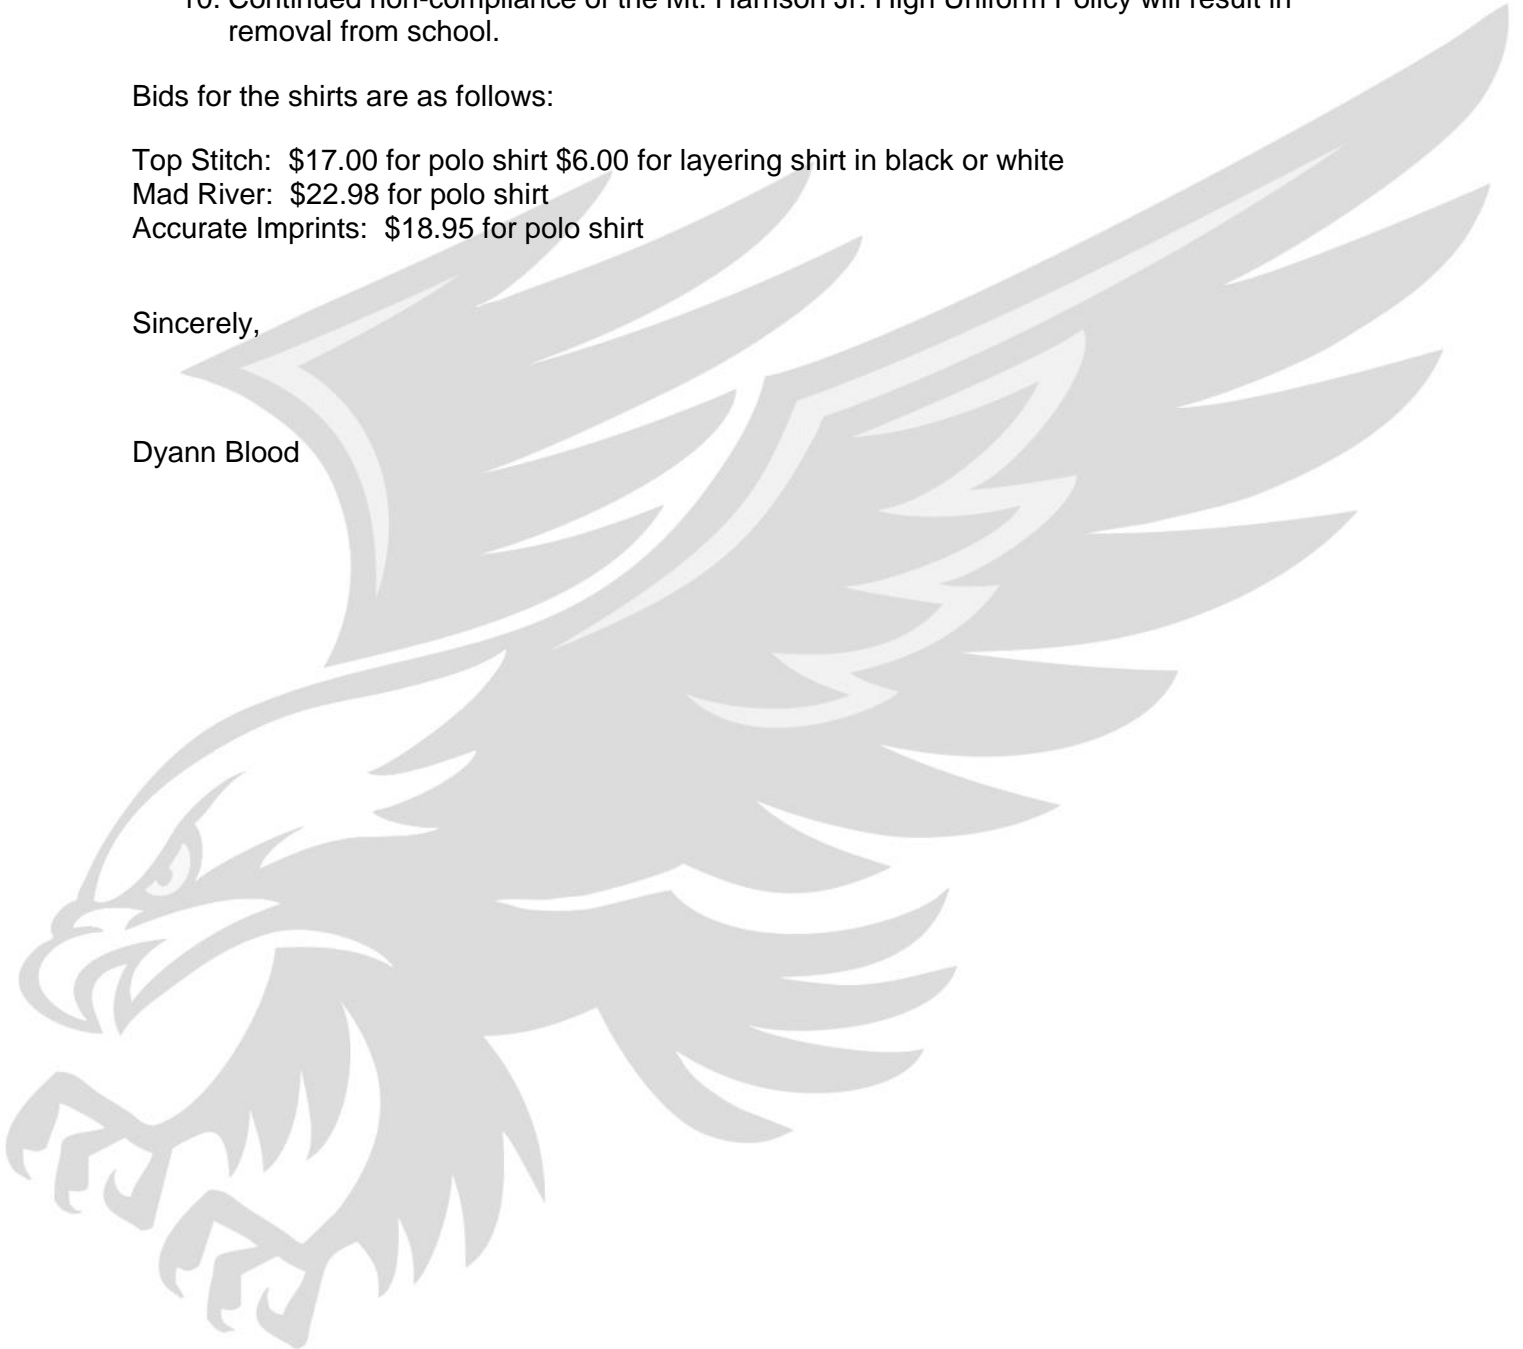 10. Continued non-compliance of the Mt. Harrison Jr. High Uniform Policy will result in
removal from school.
Bids for the shirts are as follows:
Top Stitch:  $17.00 for polo shirt $6.00 for layering shirt in black or white
Mad River:  $22.98 for polo shirt
Accurate Imprints:  $18.95 for polo shirt
Sincerely,
Dyann Blood